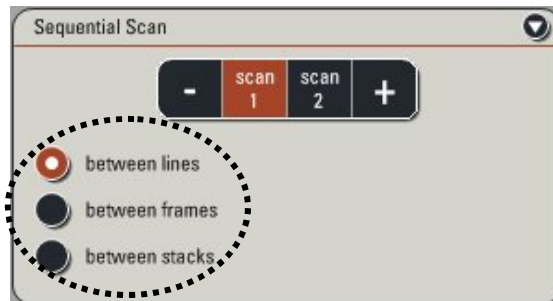 Sequential Scan
- scan 1 scan 2 +
between lines
between frames
between stacks